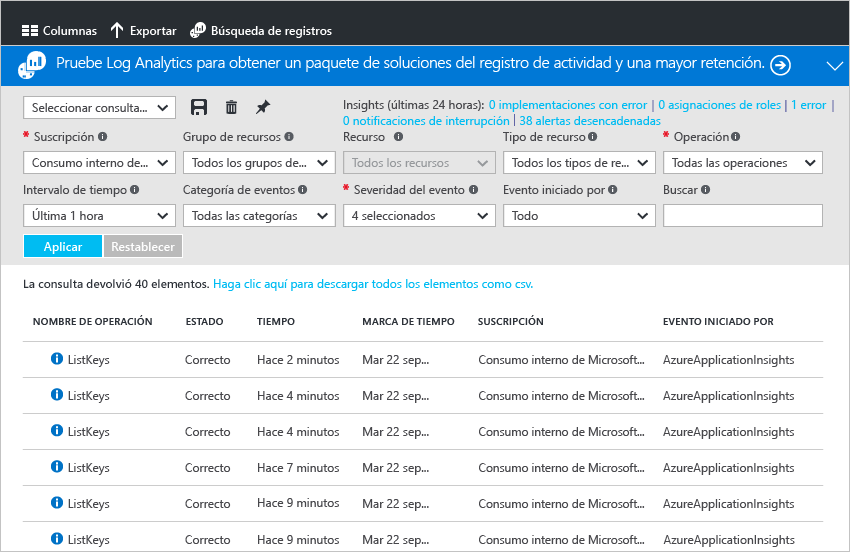 Columnas Exportar Búsqueda de registros
Pruebe Log Analytics para obtener un paquete de soluciones del registro de actividad y una mayor retención.
Seleccionar consulta... Insights (últimas 24 horas): 0 implementaciones con error | 0 asignaciones de roles | 1 error |
0 notificaciones de interrupción | 38 alertas desencadenadas
* Suscripción Grupo de recursos Recurso Tipo de recurso * Operación
Consumo interno de... Todos los grupos de... Todos los recursos Todos los tipos de re... Todas las operaciones
Intervalo de tiempo Categoría de eventos * Severidad del evento Evento iniciado por Buscar
Última 1 hora Todas las categorías 4 seleccionados Todo
Aplicar Restablecer
La consulta devolvió 40 elementos. Haga clic aquí para descargar todos los elementos como csv.
NOMBRE DE OPERACIÓN ESTADO TIEMPO MARCA DE TIEMPO SUSCRIPCIÓN EVENTO INICIADO POR
ListKeys Correcto Hace 2 minutos Mar 22 sep... Consumo interno de Microsoft... AzureApplicationInsights
ListKeys Correcto Hace 4 minutos Mar 22 sep... Consumo interno de Microsoft... AzureApplicationInsights
ListKeys Correcto Hace 4 minutos Mar 22 sep... Consumo interno de Microsoft... AzureApplicationInsights
ListKeys Correcto Hace 7 minutos Mar 22 sep... Consumo interno de Microsoft... AzureApplicationInsights
ListKeys Correcto Hace 9 minutos Mar 22 sep... Consumo interno de Microsoft... AzureApplicationInsights
ListKeys Correcto Hace 9 minutos Mar 22 sep... Consumo interno de Microsoft... AzureApplicationInsights